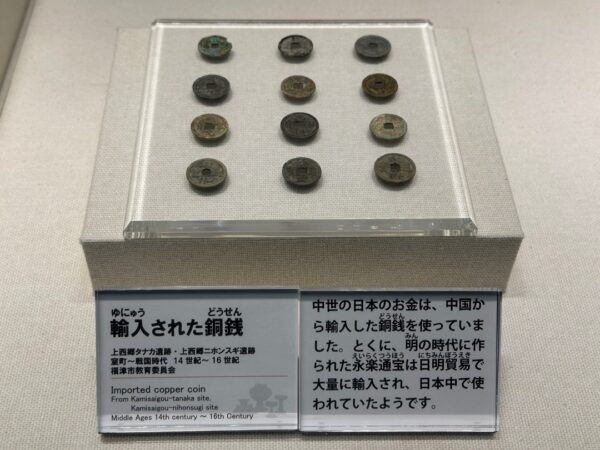 ゆにゅう どうせん
輸入された銅銭
上西郷タナカ遺跡・上西郷ニホンスギ遺跡
室町〜戦国時代 14世紀〜16世紀
福津市教育委員会
Imported copper coin
From Kamisaigou-tanaka site,
Kamisaigou-nihonsugi site
Middle Ages 14th century 〜 16th Century
中世の日本のお金は、中国か
どうせん
ら輸入した銅銭を使っていま
みん
した。とくに、明の時代に作
えいらくつうほう にちみんぼうえき
られた永楽通宝は日明貿易で
大量に輸入され、日本中で使
われていたようです。